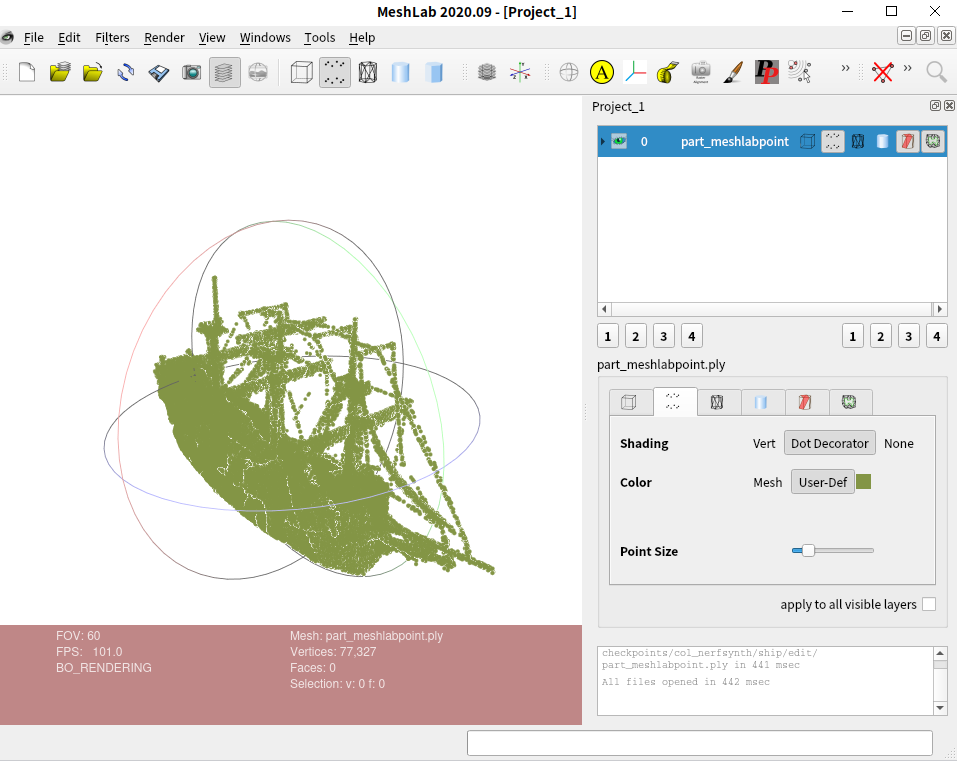 MeshLab 2020.09 - [Project_1]
File Edit Filters Render View Windows Tools Help
A PP » »
Project_1
0 part_meshlabpoint
1 2 3 4 1 2 3 4
part_meshlabpoint.ply
Shading Vert Dot Decorator None
Color Mesh User-Def
Point Size
apply to all visible layers
checkpoints/col_nerfsynth/ship/edit/
part_meshlabpoint.ply in 441 msec
All files opened in 442 msec
FOV: 60
FPS: 101.0
BO_RENDERING
Mesh: part_meshlabpoint.ply
Vertices: 77,327
Faces: 0
Selection: v: 0 f: 0